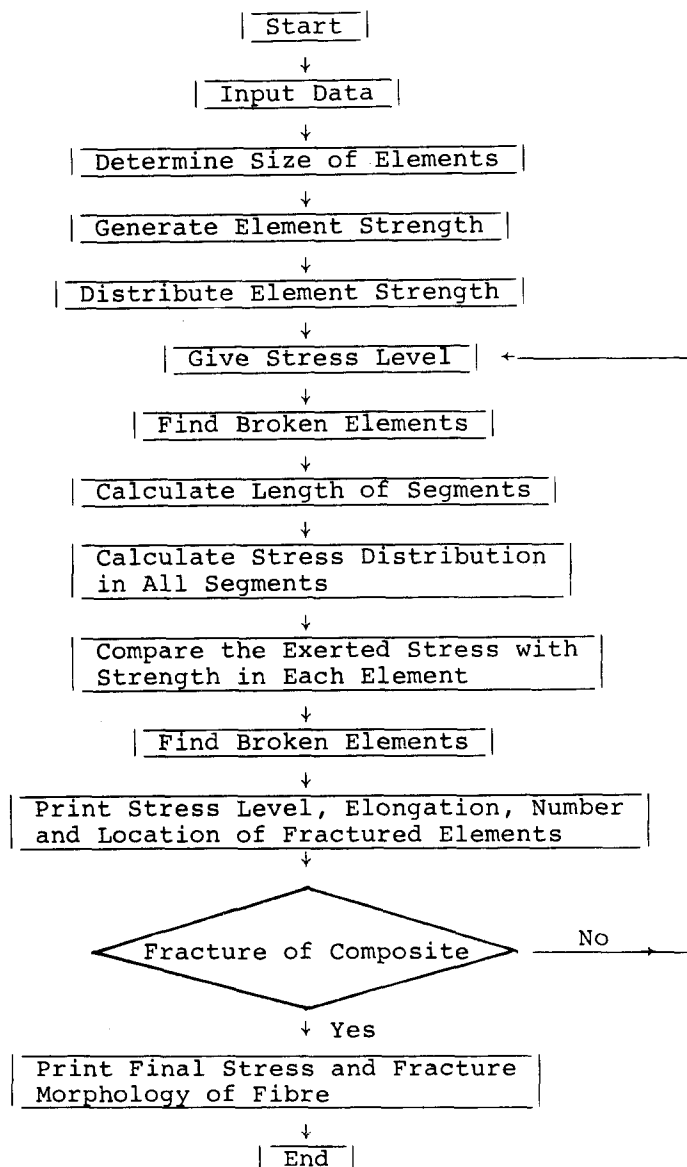 Start
Input Data
Determine Size of Elements
Generate Element Strength
Distribute Element Strength
Give Stress Level
Find Broken Elements
Calculate Length of Segments
Calculate Stress Distribution
in All Segments
Compare the Exerted Stress with
Strength in Each Element
Find Broken Elements
Print Stress Level, Elongation, Number
and Location of Fractured Elements
Fracture of Composite
No
Yes
Print Final Stress and Fracture
Morphology of Fibre
End